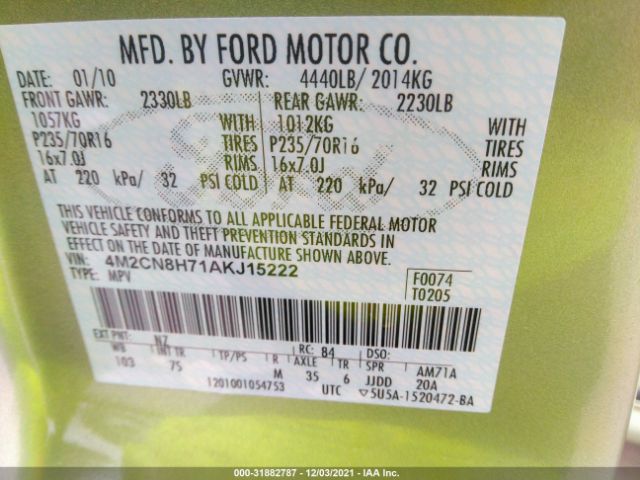 MFD. BY FORD MOTOR CO.
DATE: 01/10 GVWR: 4440LB/ 2014KG
FRONT GAWR: 2330LB REAR GAWR: 2230LB
1057KG WITH 1012KG WITH
P235/70R16 TIRES P235/70R16 TIRES
16x7.0J RIMS 16x7.0J RIMS
AT 220 kPa/ 32 PSI COLD AT 220 kPa/ 32 PSI COLD
Ford
THIS VEHICLE CONFORMS TO ALL APPLICABLE FEDERAL MOTOR
VEHICLE SAFETY AND THEFT PREVENTION STANDARDS IN
EFFECT ON THE DATE OF MANUFACTURE SHOWN ABOVE.
VIN: 4M2CN8H71AKJ15222
TYPE: MPV
F0074
T0205
EXT PNT: NZ RC: B4 DSO:
WB INT TR TP/PS R AXLE TR SPR AM71A
103 75 M 35 6 JJDD 20A
1201001054753 UTC ▽5U5A-1520472-BA
000-31882787 - 12/03/2021 - IAA Inc.